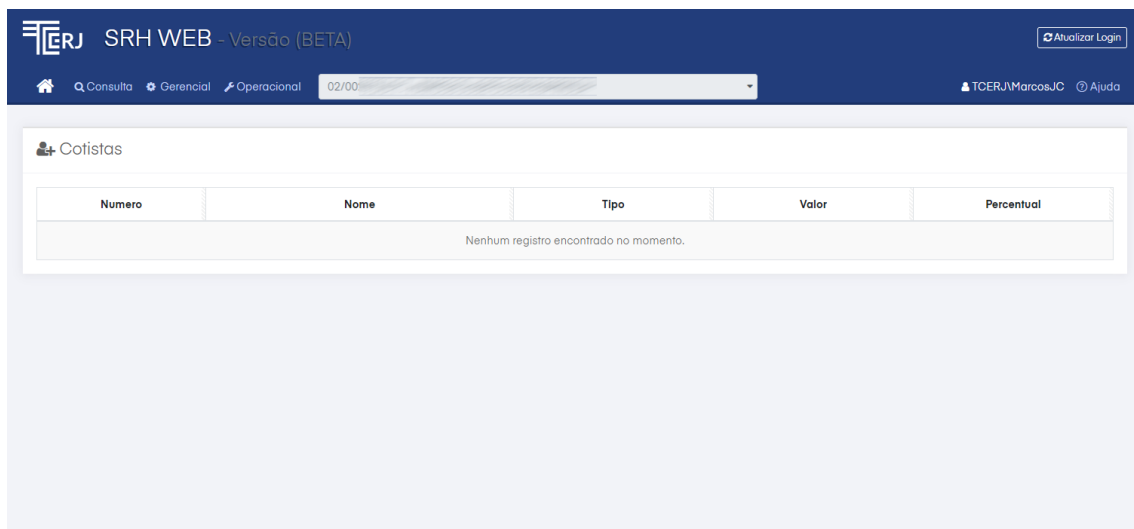 TCERJ SRH WEB - Versão (BETA)
Atualizar Login
Consulta Gerencial Operacional 02/00 TCERJ\MarcosJC Ajuda
Cotistas
Numero Nome Tipo Valor Percentual
Nenhum registro encontrado no momento.